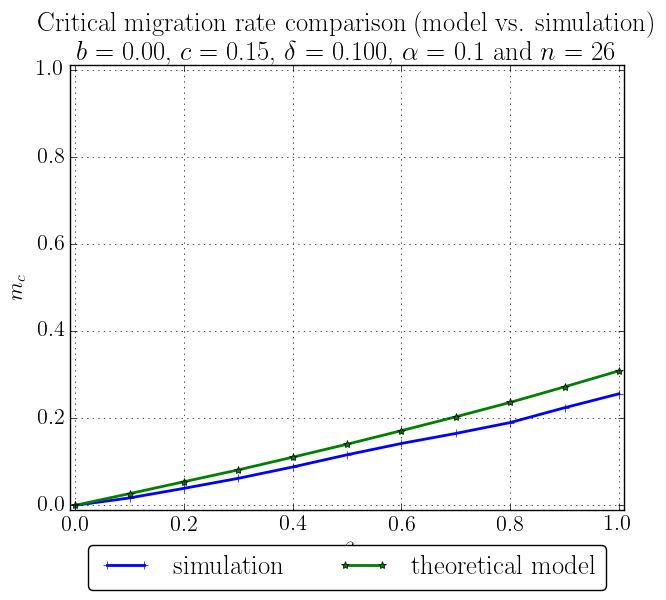 Critical migration rate comparison (model vs. simulation)
b = 0.00, c = 0.15, δ = 0.100, α = 0.1 and n = 26
1.0
0.8
0.6
0.4
0.2
0.0
m_c
0.0 0.2 0.4 0.6 0.8 1.0
simulation theoretical model